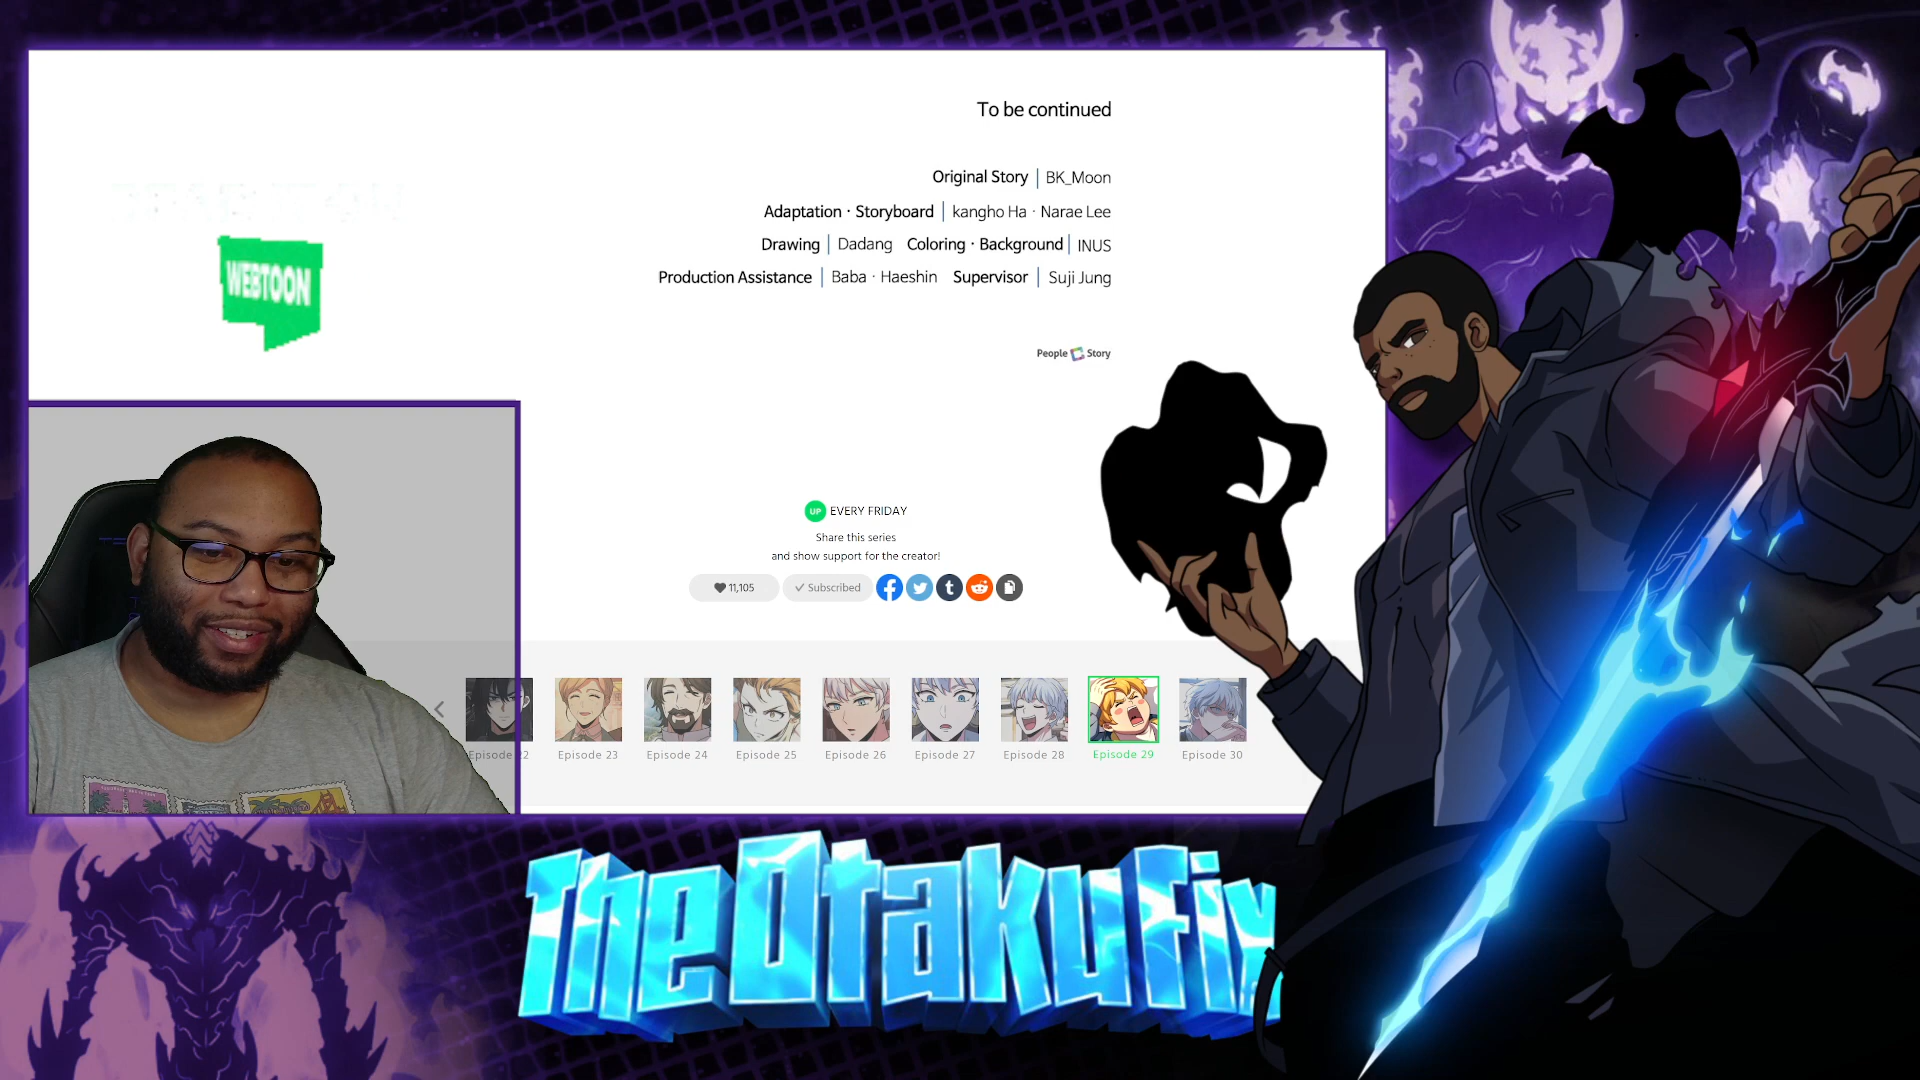 To be continued
Original Story | BK_Moon
Adaptation · Storyboard | kangho Ha · Narae Lee
Drawing | Dadang Coloring · Background | INUS
Production Assistance | Baba · Haeshin Supervisor | Suji Jung
People Story
WEBTOON
UP EVERY FRIDAY
Share this series
and show support for the creator!
11,105 Subscribed
Episode 22 Episode 23 Episode 24 Episode 25 Episode 26 Episode 27 Episode 28 Episode 29 Episode 30
TheOtakuFix